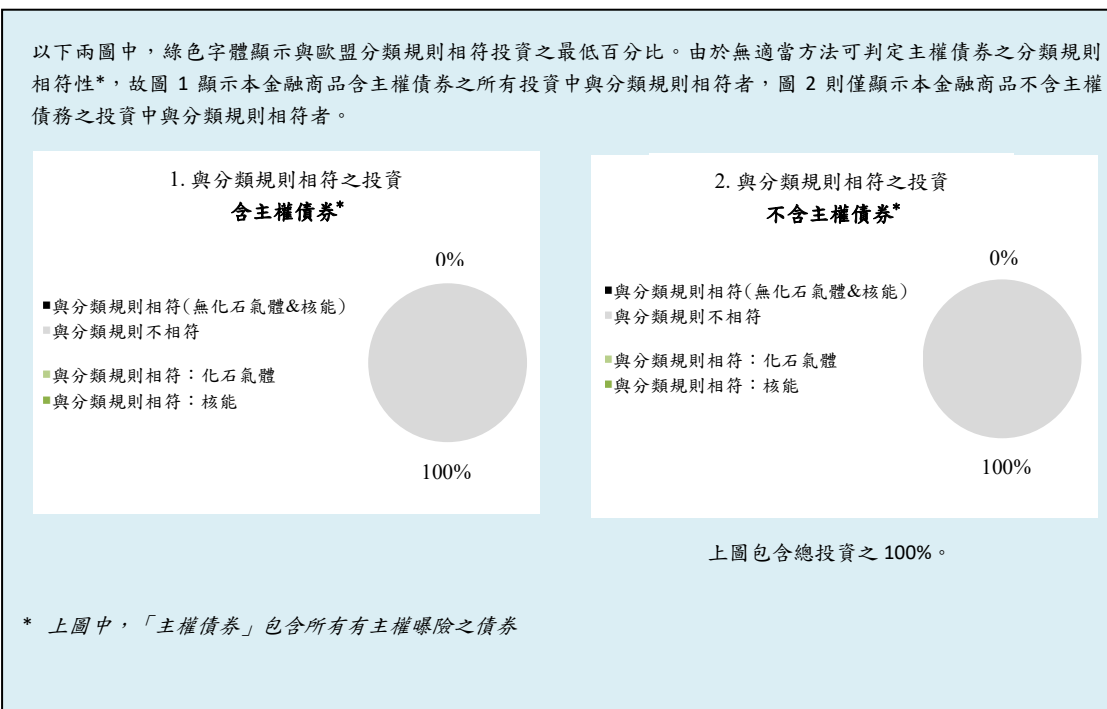 以下兩圖中，綠色字體顯示與歐盟分類規則相符投資之最低百分比。由於無適當方法可判定主權債券之分類規則
相符性*，故圖 1 顯示本金融商品含主權債券之所有投資中與分類規則相符者，圖 2 則僅顯示本金融商品不含主權
債務之投資中與分類規則相符者。
1. 與分類規則相符之投資
含主權債券*
0%
■與分類規則相符(無化石氣體&核能)
■與分類規則不相符
■與分類規則相符：化石氣體
■與分類規則相符：核能
100%
2. 與分類規則相符之投資
不含主權債券*
0%
■與分類規則相符(無化石氣體&核能)
■與分類規則不相符
■與分類規則相符：化石氣體
■與分類規則相符：核能
100%
上圖包含總投資之 100%。
* 上圖中，「主權債券」包含所有有主權曝險之債券